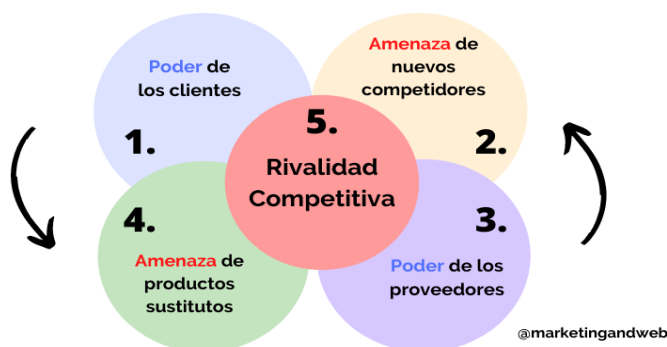 Poder de
los clientes
1.
Amenaza de
nuevos
competidores
2.
3.
Poder de los
proveedores
4.
Amenaza de
productos
sustitutos
5.
Rivalidad
Competitiva
@marketingandweb